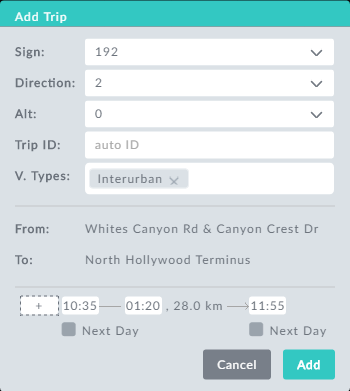 Add Trip
Sign: 192
Direction: 2
Alt: 0
Trip ID: auto ID
V. Types: Interurban ×
From: Whites Canyon Rd & Canyon Crest Dr
To: North Hollywood Terminus
+ 10:35 01:20 , 28.0 km 11:55
Next Day Next Day
Cancel Add